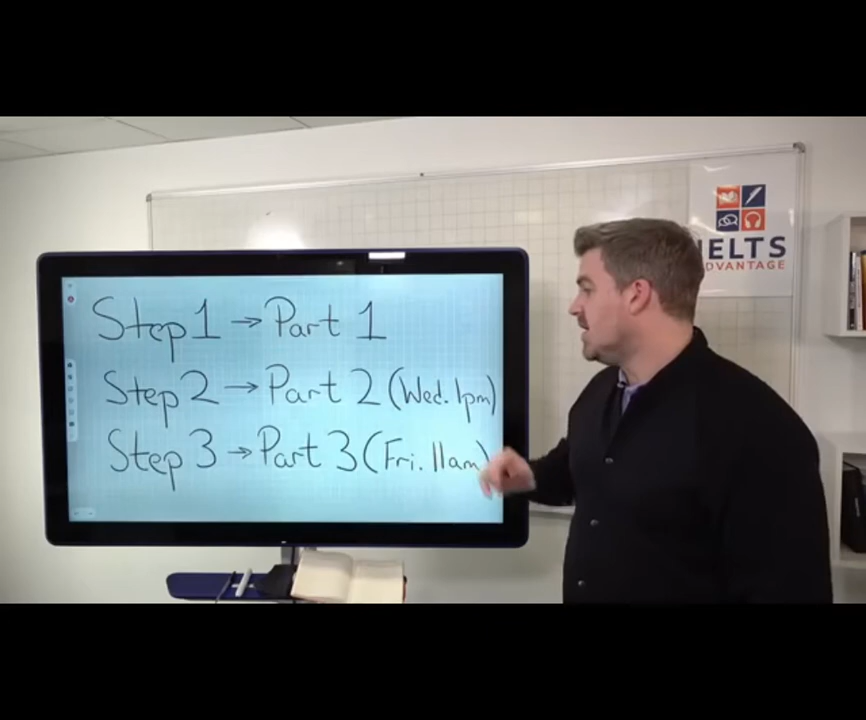 Step 1 → Part 1
Step 2 → Part 2 (Wed. 1pm)
Step 3 → Part 3 (Fri. 11am)
IELTS
ADVANTAGE